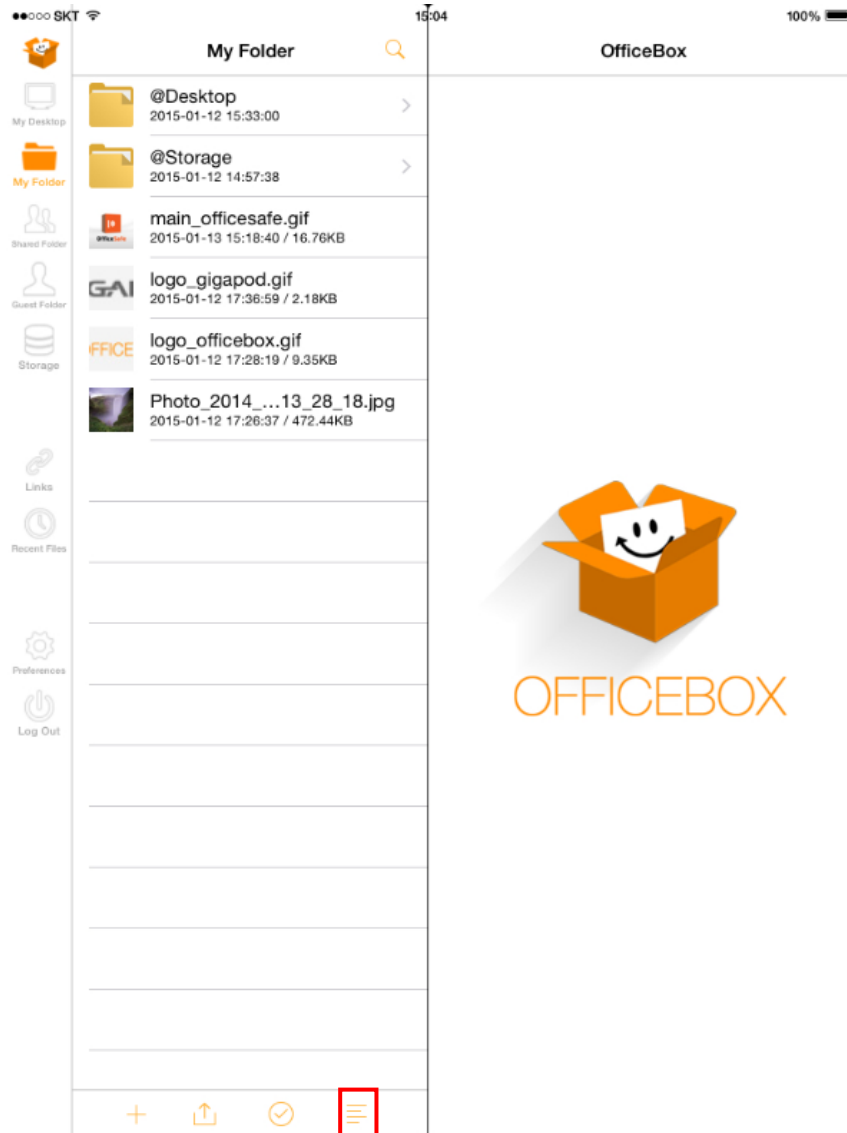 SKT
15:04
100%
My Folder
OfficeBox
My Desktop
My Folder
Shared Folder
Guest Folder
Storage
Links
Recent Files
Preferences
Log Out
@Desktop
2015-01-12 15:33:00
@Storage
2015-01-12 14:57:38
OfficeSafe
main_officesafe.gif
2015-01-13 15:18:40 / 16.76KB
GAI
logo_gigapod.gif
2015-01-12 17:36:59 / 2.18KB
OFFICE
logo_officebox.gif
2015-01-12 17:28:19 / 9.35KB
Photo_2014_...13_28_18.jpg
2015-01-12 17:26:37 / 472.44KB
OFFICEBOX